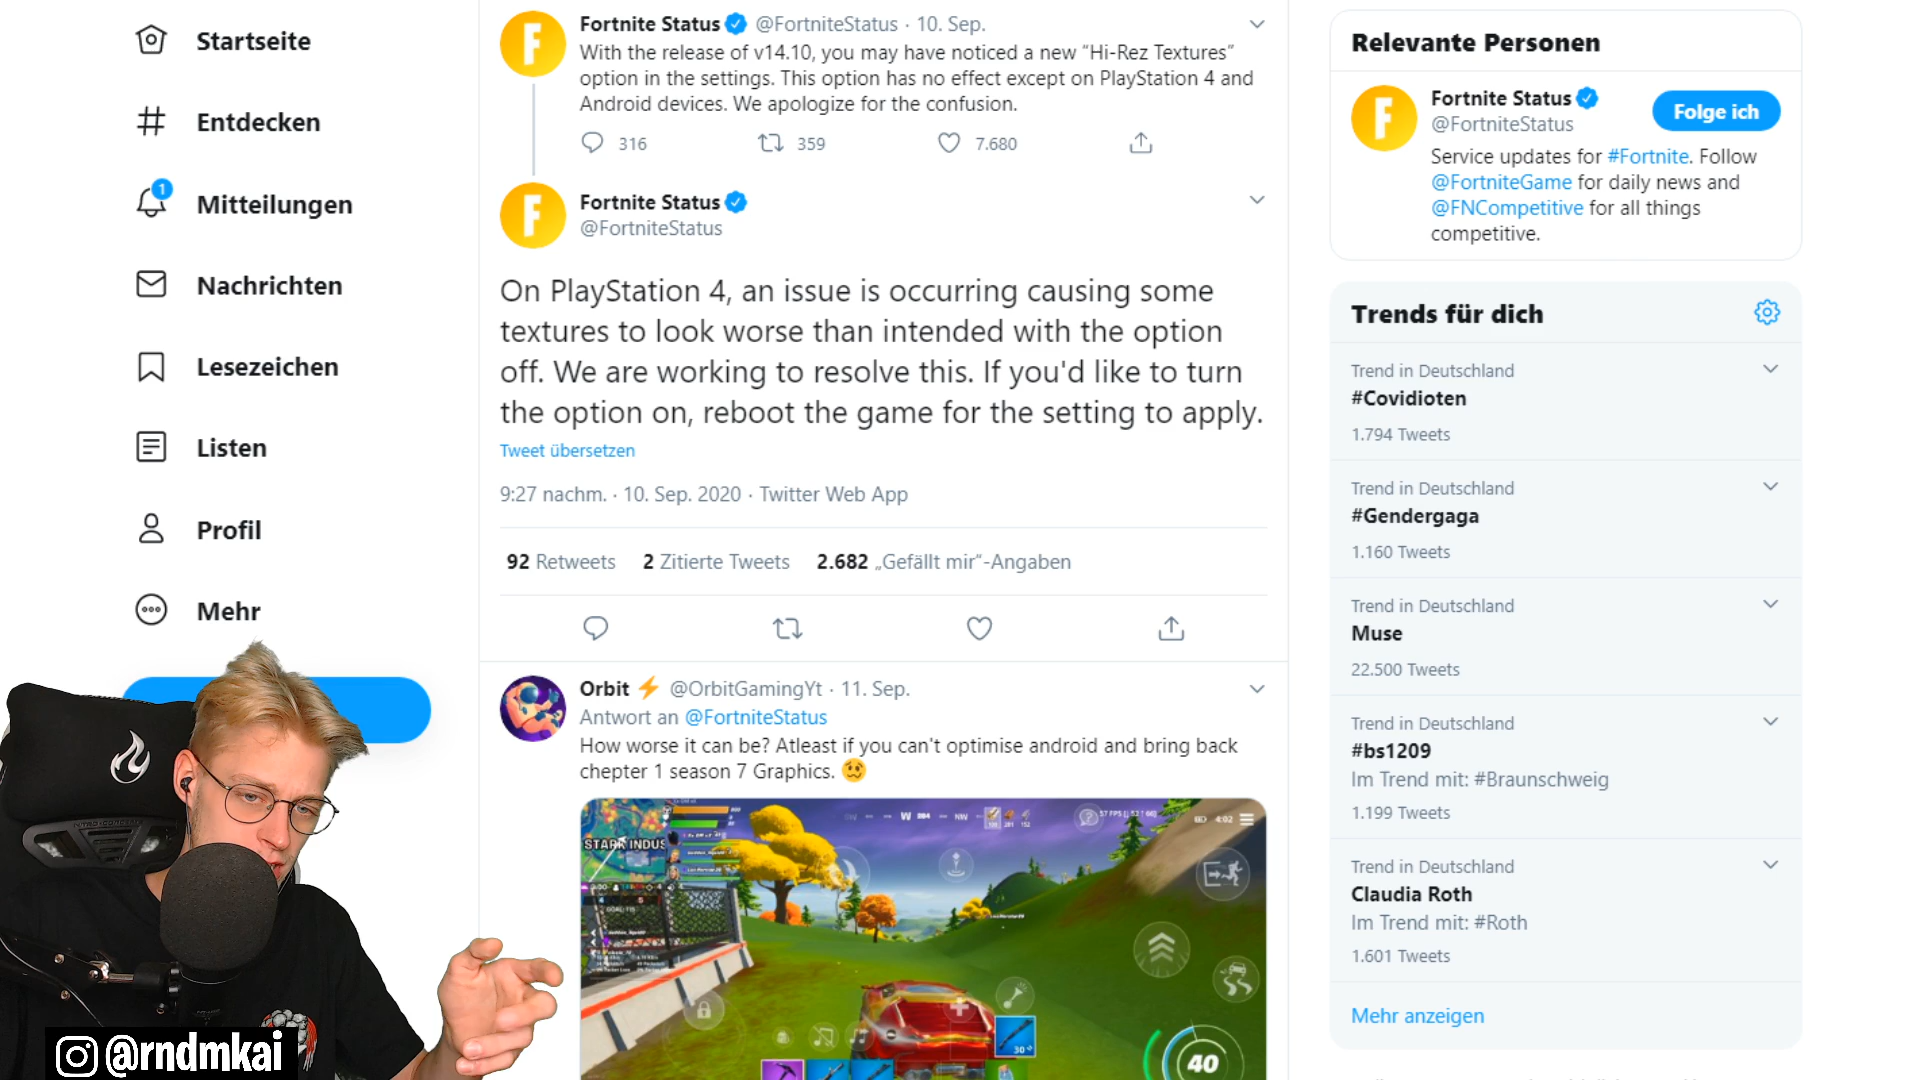 Startseite
Entdecken
1
Mitteilungen
Nachrichten
Lesezeichen
Listen
Profil
Mehr
Fortnite Status @FortniteStatus · 10. Sep.
With the release of v14.10, you may have noticed a new “Hi-Rez Textures”
option in the settings. This option has no effect except on PlayStation 4 and
Android devices. We apologize for the confusion.
316 359 7.680
Fortnite Status
@FortniteStatus
On PlayStation 4, an issue is occurring causing some
textures to look worse than intended with the option
off. We are working to resolve this. If you'd like to turn
the option on, reboot the game for the setting to apply.
Tweet übersetzen
9:27 nachm. · 10. Sep. 2020 · Twitter Web App
92 Retweets 2 Zitierte Tweets 2.682 „Gefällt mir“-Angaben
Orbit ⚡ @OrbitGamingYt · 11. Sep.
Antwort an @FortniteStatus
How worse it can be? Atleast if you can't optimise android and bring back
chepter 1 season 7 Graphics. 🥴
STARK INDUS
W 284 NW
57 FPS
4:02
30
40
Relevante Personen
Fortnite Status
@FortniteStatus
Folge ich
Service updates for #Fortnite. Follow
@FortniteGame for daily news and
@FNCompetitive for all things
competitive.
Trends für dich
Trend in Deutschland
#Covidioten
1.794 Tweets
Trend in Deutschland
#Gendergaga
1.160 Tweets
Trend in Deutschland
Muse
22.500 Tweets
Trend in Deutschland
#bs1209
Im Trend mit: #Braunschweig
1.199 Tweets
Trend in Deutschland
Claudia Roth
Im Trend mit: #Roth
1.601 Tweets
Mehr anzeigen
@rndmkai